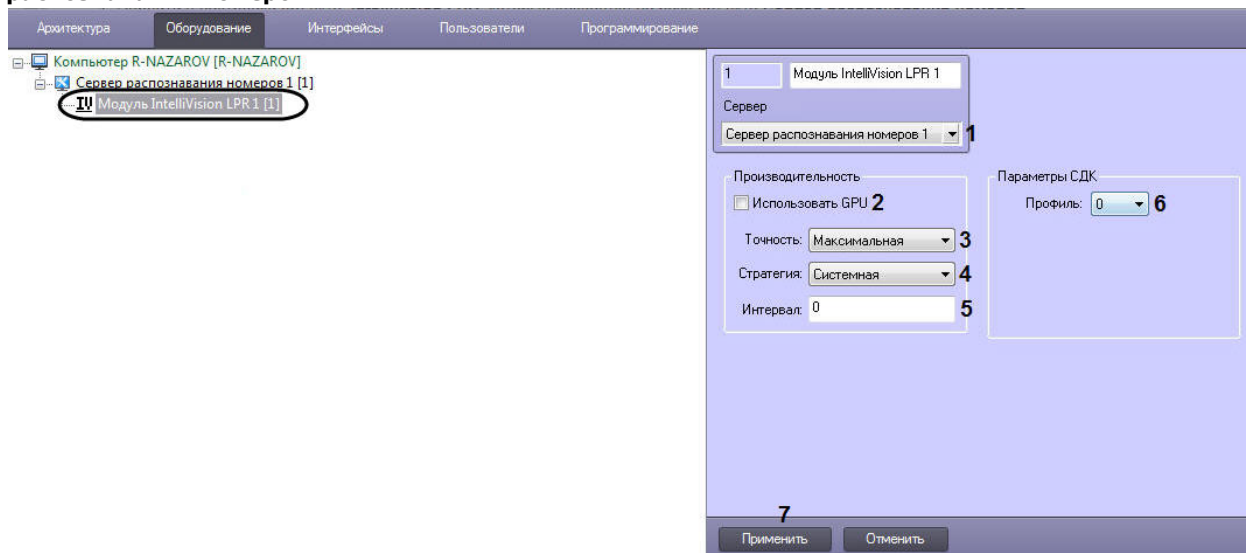 Архитектура Оборудование Интерфейсы Пользователи Программирование
Компьютер R-NAZAROV [R-NAZAROV]
Сервер распознавания номеров 1 [1]
IV Модуль IntelliVision LPR 1 [1]
1 Модуль IntelliVision LPR 1
Сервер
Сервер распознавания номеров 1 1
Производительность
Использовать GPU 2
Точность: Максимальная 3
Стратегия: Системная 4
Интервал: 0 5
Параметры СДК
Профиль: 0 6
7
Применить Отменить